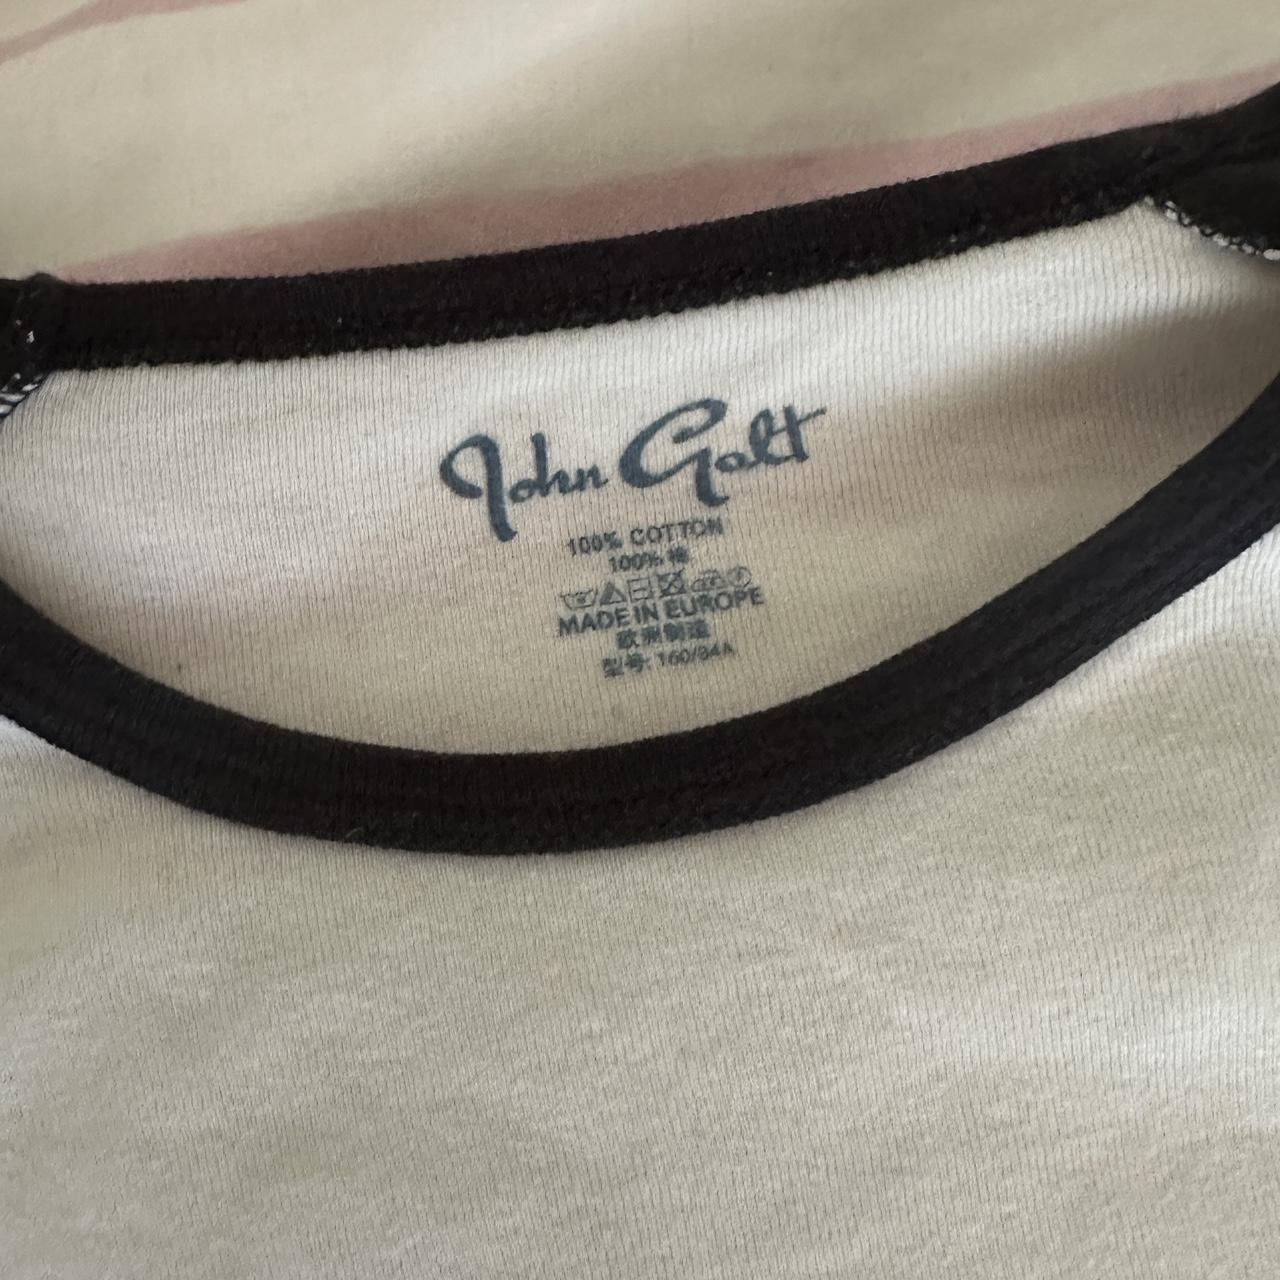 John Galt
100% COTTON
100% 棉
MADE IN EUROPE
欧洲制造
型号: 160/84A